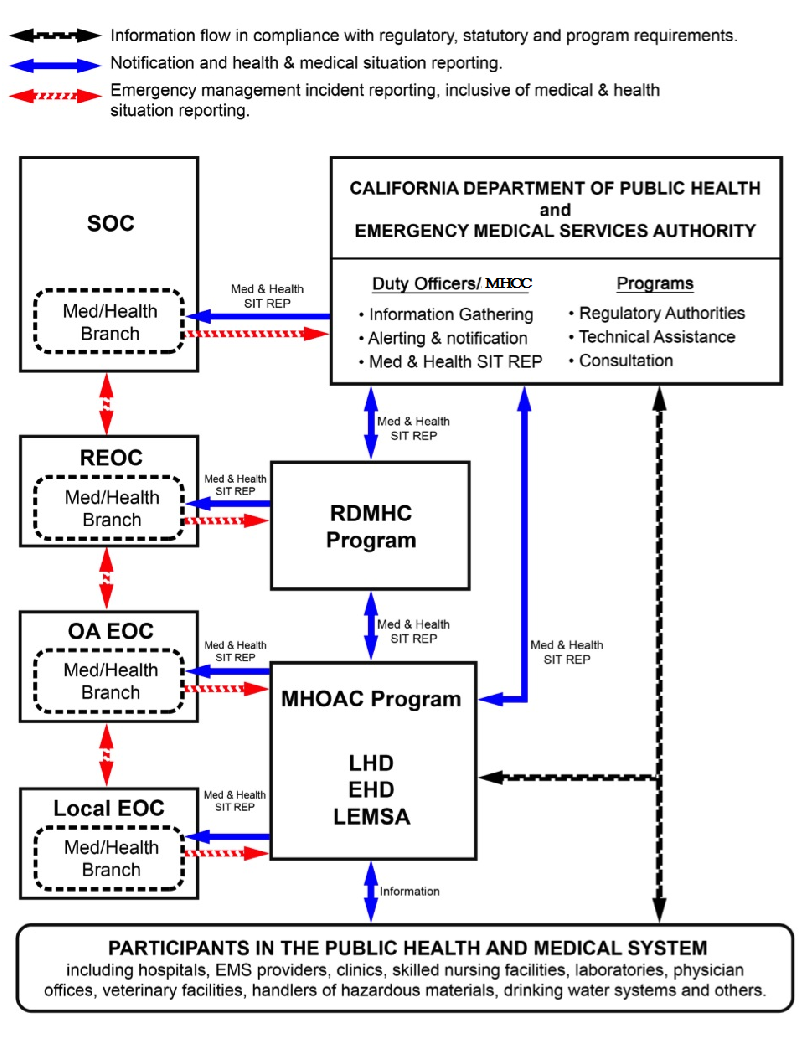 Information flow in compliance with regulatory, statutory and program requirements.
Notification and health & medical situation reporting.
Emergency management incident reporting, inclusive of medical & health
situation reporting.
SOC
Med/Health
Branch
Med & Health
SIT REP
CALIFORNIA DEPARTMENT OF PUBLIC HEALTH
and
EMERGENCY MEDICAL SERVICES AUTHORITY
Duty Officers/ MHCC
• Information Gathering
• Alerting & notification
• Med & Health SIT REP
Programs
• Regulatory Authorities
• Technical Assistance
• Consultation
Med & Health
SIT REP
REOC
Med/Health
Branch
Med & Health
SIT REP
RDMHC
Program
Med & Health
SIT REP
Med & Health
SIT REP
OA EOC
Med/Health
Branch
Med & Health
SIT REP
MHOAC Program
LHD
EHD
LEMSA
Local EOC
Med/Health
Branch
Med & Health
SIT REP
Information
PARTICIPANTS IN THE PUBLIC HEALTH AND MEDICAL SYSTEM
including hospitals, EMS providers, clinics, skilled nursing facilities, laboratories, physician
offices, veterinary facilities, handlers of hazardous materials, drinking water systems and others.